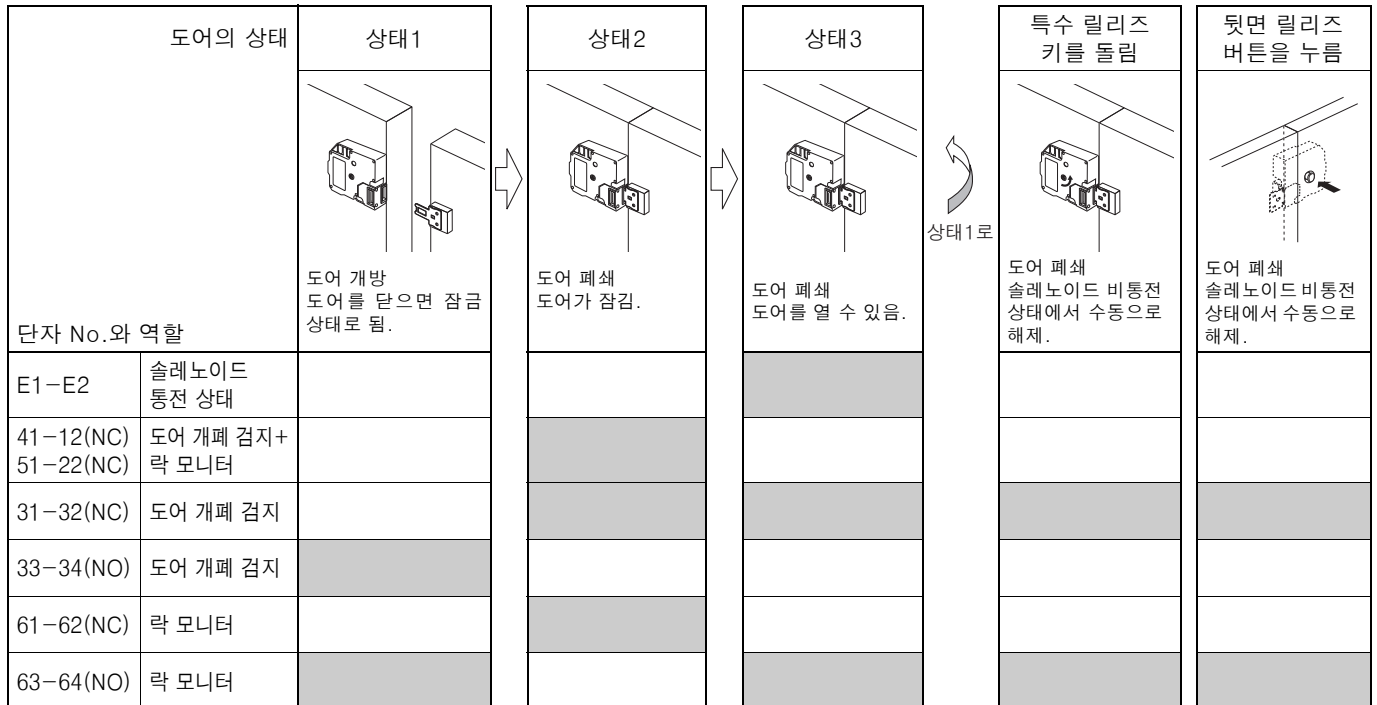 도어의 상태
상태1
상태2
상태3
특수 릴리즈
키를 돌림
뒷면 릴리즈
버튼을 누름
상태1로
도어 개방
도어를 닫으면 잠금
상태로 됨.
도어 폐쇄
도어가 잠김.
도어 폐쇄
도어를 열 수 있음.
도어 폐쇄
솔레노이드 비통전
상태에서 수동으로
해제.
도어 폐쇄
솔레노이드 비통전
상태에서 수동으로
해제.
단자 No.와 역할
E1-E2
솔레노이드
통전 상태
41-12(NC)
51-22(NC)
도어 개폐 검지+
락 모니터
31-32(NC)
도어 개폐 검지
33-34(NO)
도어 개폐 검지
61-62(NC)
락 모니터
63-64(NO)
락 모니터